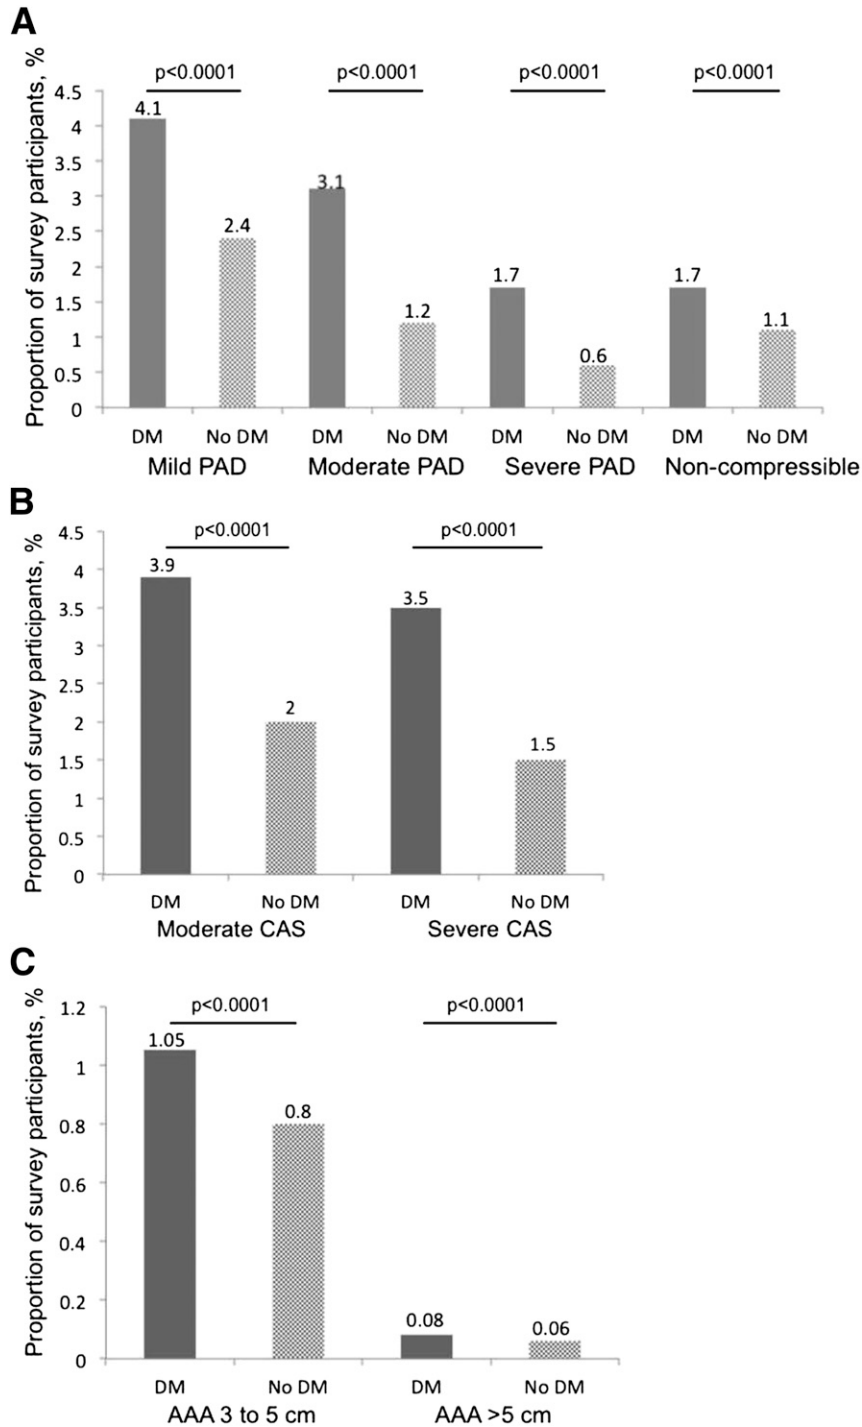 A
Proportion of survey participants, %
p<0.0001 p<0.0001 p<0.0001 p<0.0001
4.5
4
3.5
3
2.5
2
1.5
1
0.5
0
4.1 2.4 3.1 1.2 1.7 0.6 1.7 1.1
DM No DM DM No DM DM No DM DM No DM
Mild PAD Moderate PAD Severe PAD Non-compressible
B
Proportion of survey participants, %
p<0.0001 p<0.0001
4.5
4
3.5
3
2.5
2
1.5
1
0.5
0
3.9 2 3.5 1.5
DM No DM DM No DM
Moderate CAS Severe CAS
C
Proportion of survey participants, %
p<0.0001 p<0.0001
1.2
1
0.8
0.6
0.4
0.2
0
1.05 0.8 0.08 0.06
DM No DM DM No DM
AAA 3 to 5 cm AAA >5 cm